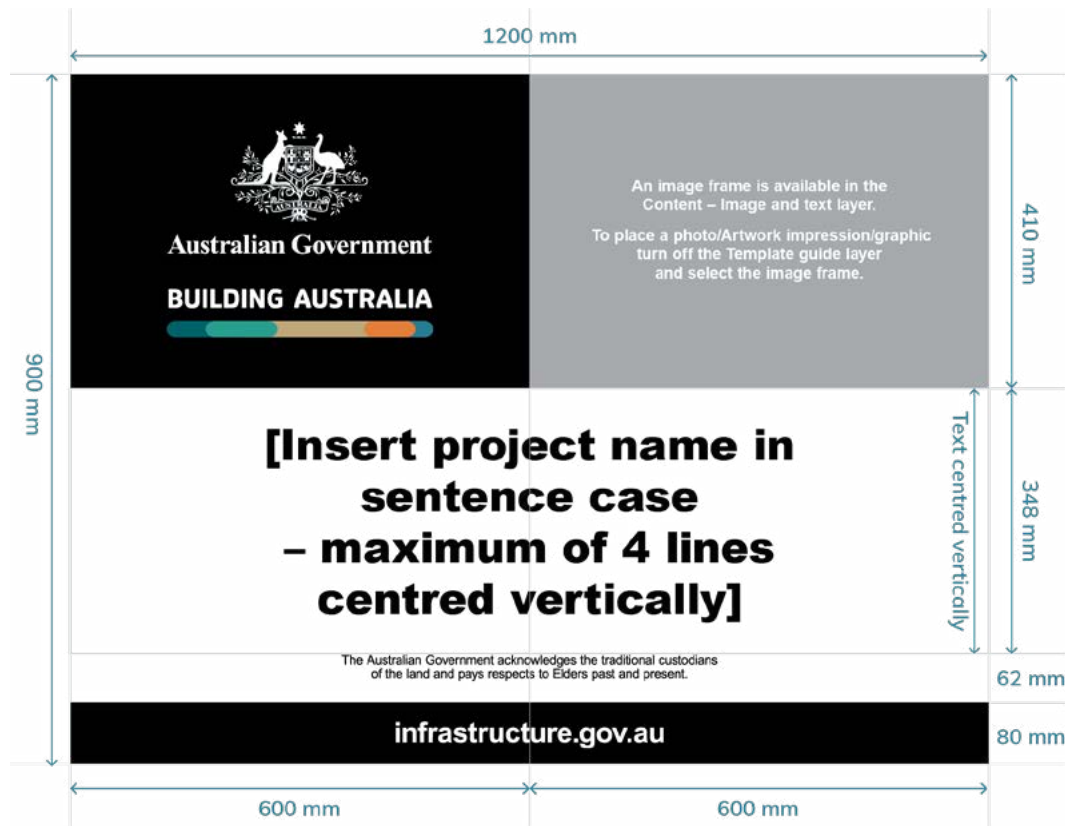 1200 mm
AUSTRALIA
Australian Government
BUILDING AUSTRALIA
An image frame is available in the
Content – Image and text layer.
To place a photo/Artwork impression/graphic
turn off the Template guide layer
and select the image frame.
410 mm
900 mm
[Insert project name in
sentence case
– maximum of 4 lines
centred vertically]
Text centred vertically
348 mm
The Australian Government acknowledges the traditional custodians
of the land and pays respects to Elders past and present.
62 mm
infrastructure.gov.au
80 mm
600 mm
600 mm